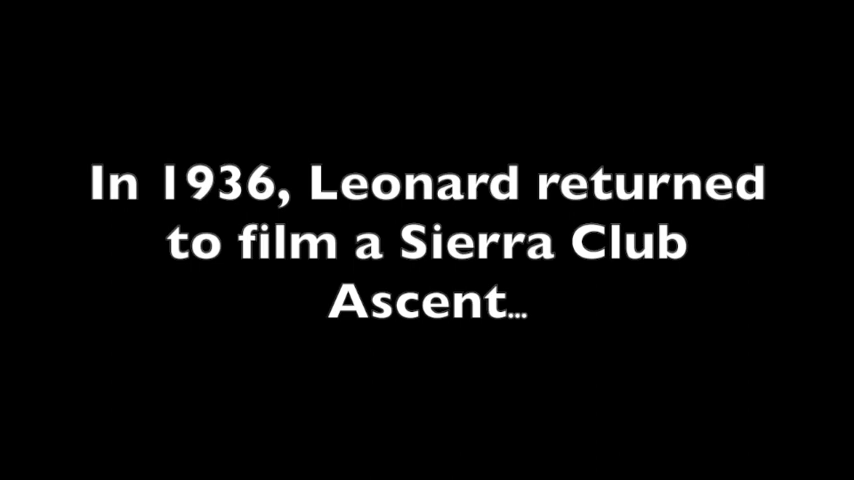 In 1936, Leonard returned
to film a Sierra Club
Ascent...